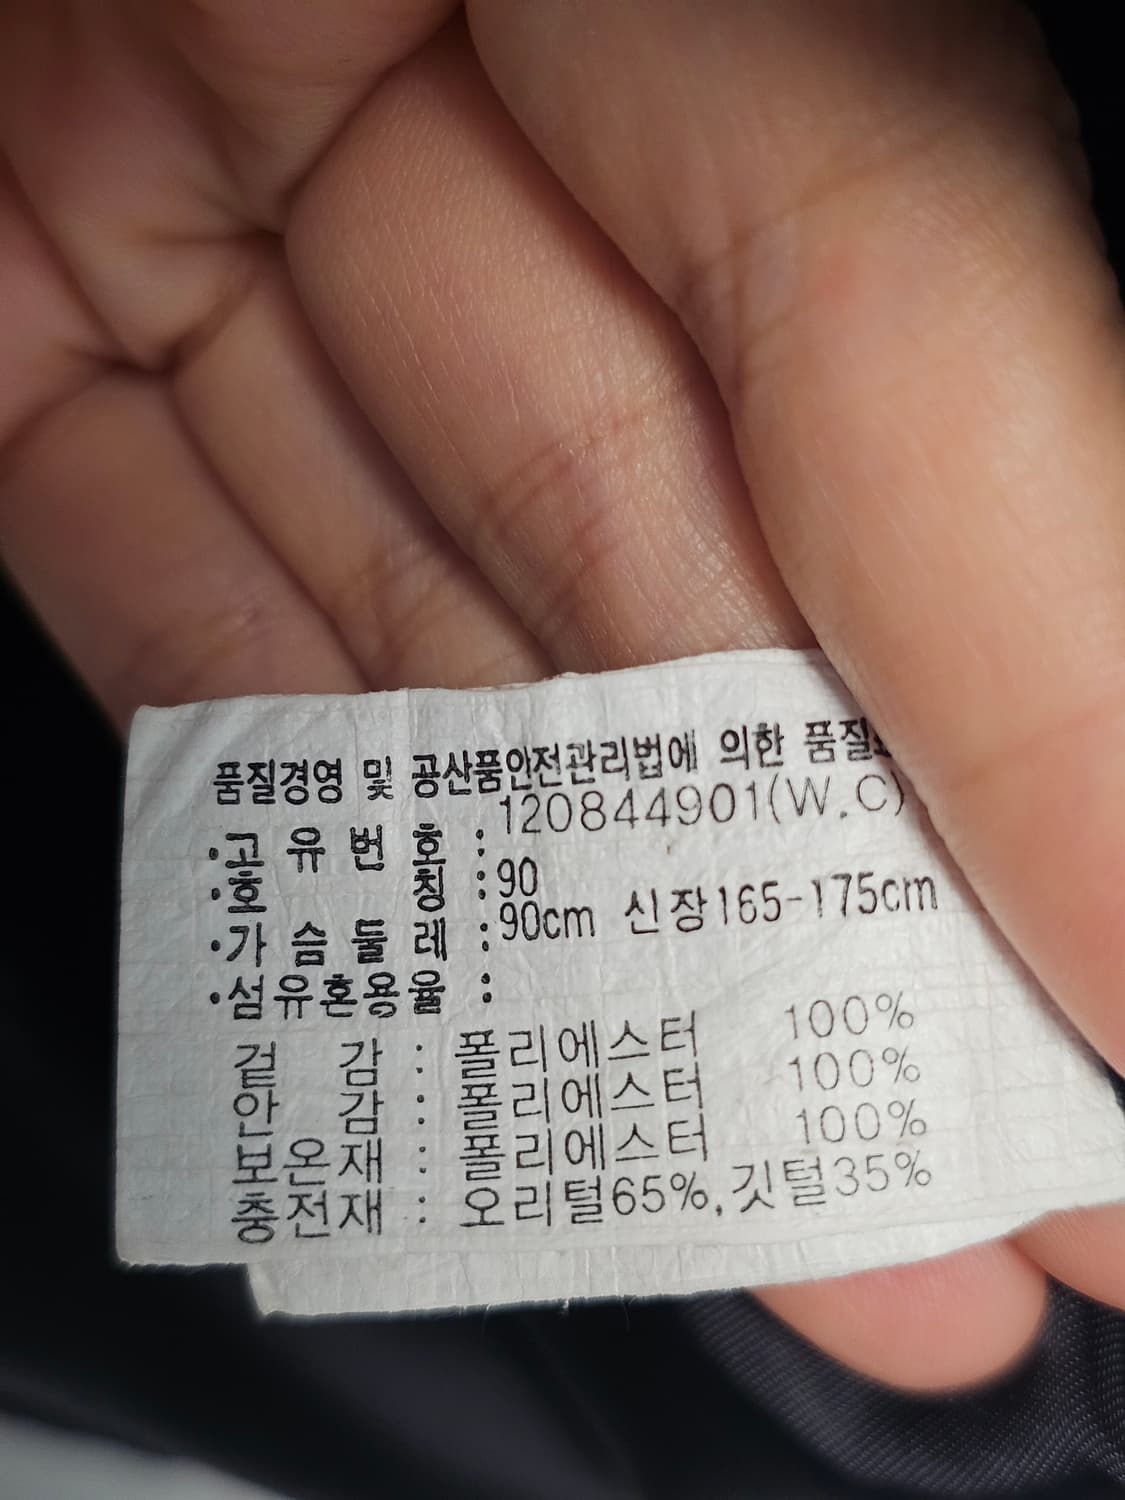 품질경영 및 공산품안전관리법에 의한 품질
·고 유 번 호 : 120844901(W.C)
·호 칭 : 90
·가 슴 둘 레 : 90cm 신장165-175cm
·섬유혼용율 :
겉 감 : 폴리에스터 100%
안 감 : 폴리에스터 100%
보온재 : 폴리에스터 100%
충전재 : 오리털65%, 깃털35%